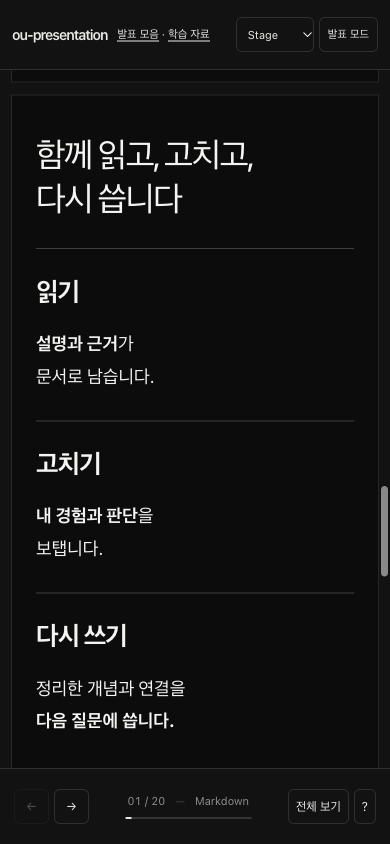 ou-presentation 발표 모음 · 학습 자료 Stage 발표 모드
함께 읽고, 고치고,
다시 씁니다
읽기
설명과 근거가
문서로 남습니다.
고치기
내 경험과 판단을
보탭니다.
다시 쓰기
정리한 개념과 연결을
다음 질문에 씁니다.
← → 01 / 20 — Markdown 전체 보기 ?